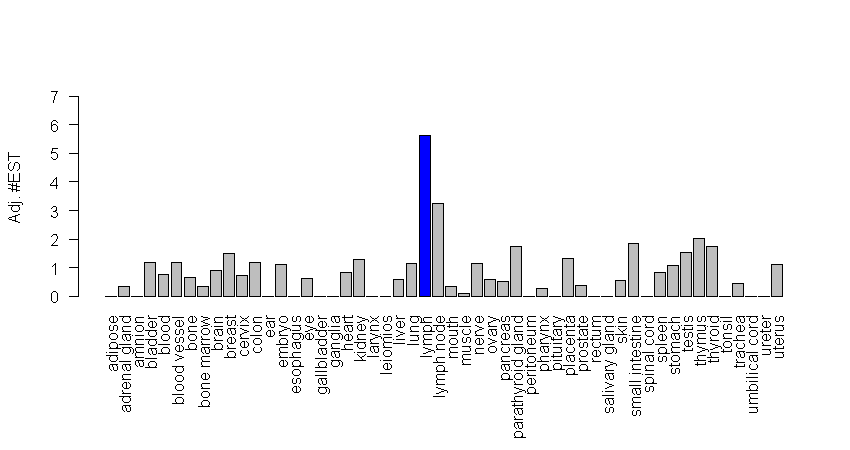 7
6
5
4
3
2
1
0
Adj. #EST
adipose
adrenal gland
amnion
bladder
blood
blood vessel
bone
bone marrow
brain
breast
cervix
colon
ear
embryo
esophagus
eye
gallbladder
ganglia
heart
kidney
larynx
leiomios
liver
lung
lymph
lymph node
mouth
muscle
nerve
ovary
pancreas
parathyroid gland
peritoneum
pharynx
pituitary
placenta
prostate
rectum
salivary gland
skin
small intestine
spinal cord
spleen
stomach
testis
thymus
thyroid
tonsil
trachea
umbilical cord
ureter
uterus